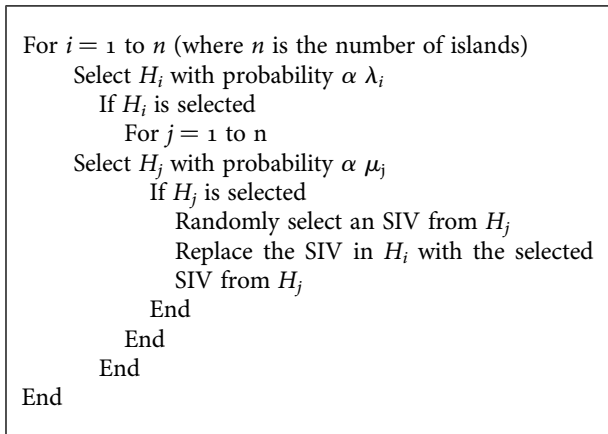 For i = 1 to n (where n is the number of islands)
Select H_i with probability α λ_i
If H_i is selected
For j = 1 to n
Select H_j with probability α μ_j
If H_j is selected
Randomly select an SIV from H_j
Replace the SIV in H_i with the selected
SIV from H_j
End
End
End
End